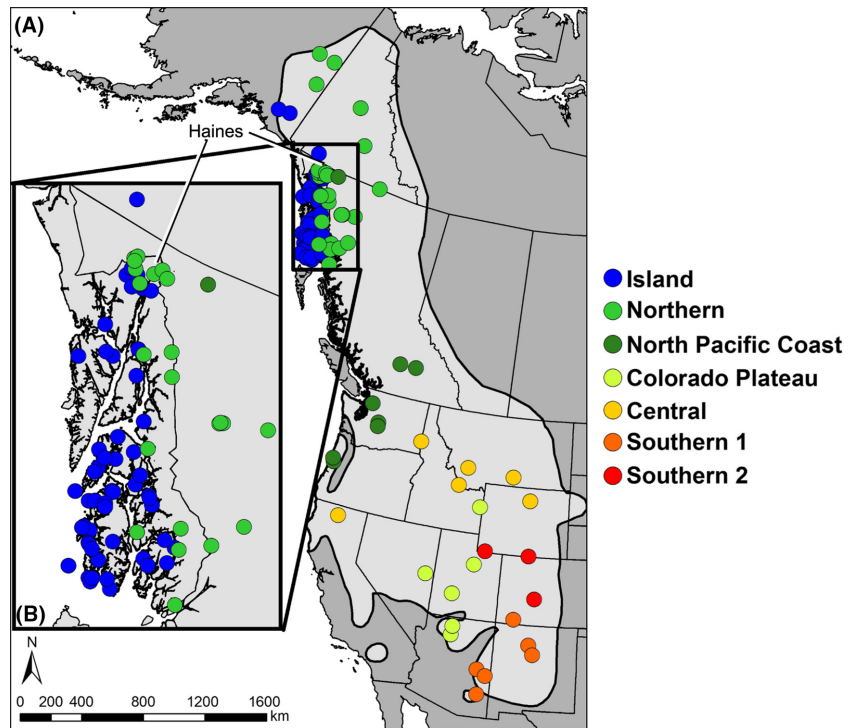 (A)
Haines
(B)
N
0 200 400 800 1200 1600
km
Island
Northern
North Pacific Coast
Colorado Plateau
Central
Southern 1
Southern 2